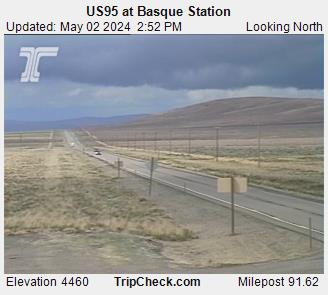 US95 at Basque Station
Updated: May 02 2024 2:52 PM Looking North
Elevation 4460 TripCheck.com Milepost 91.62